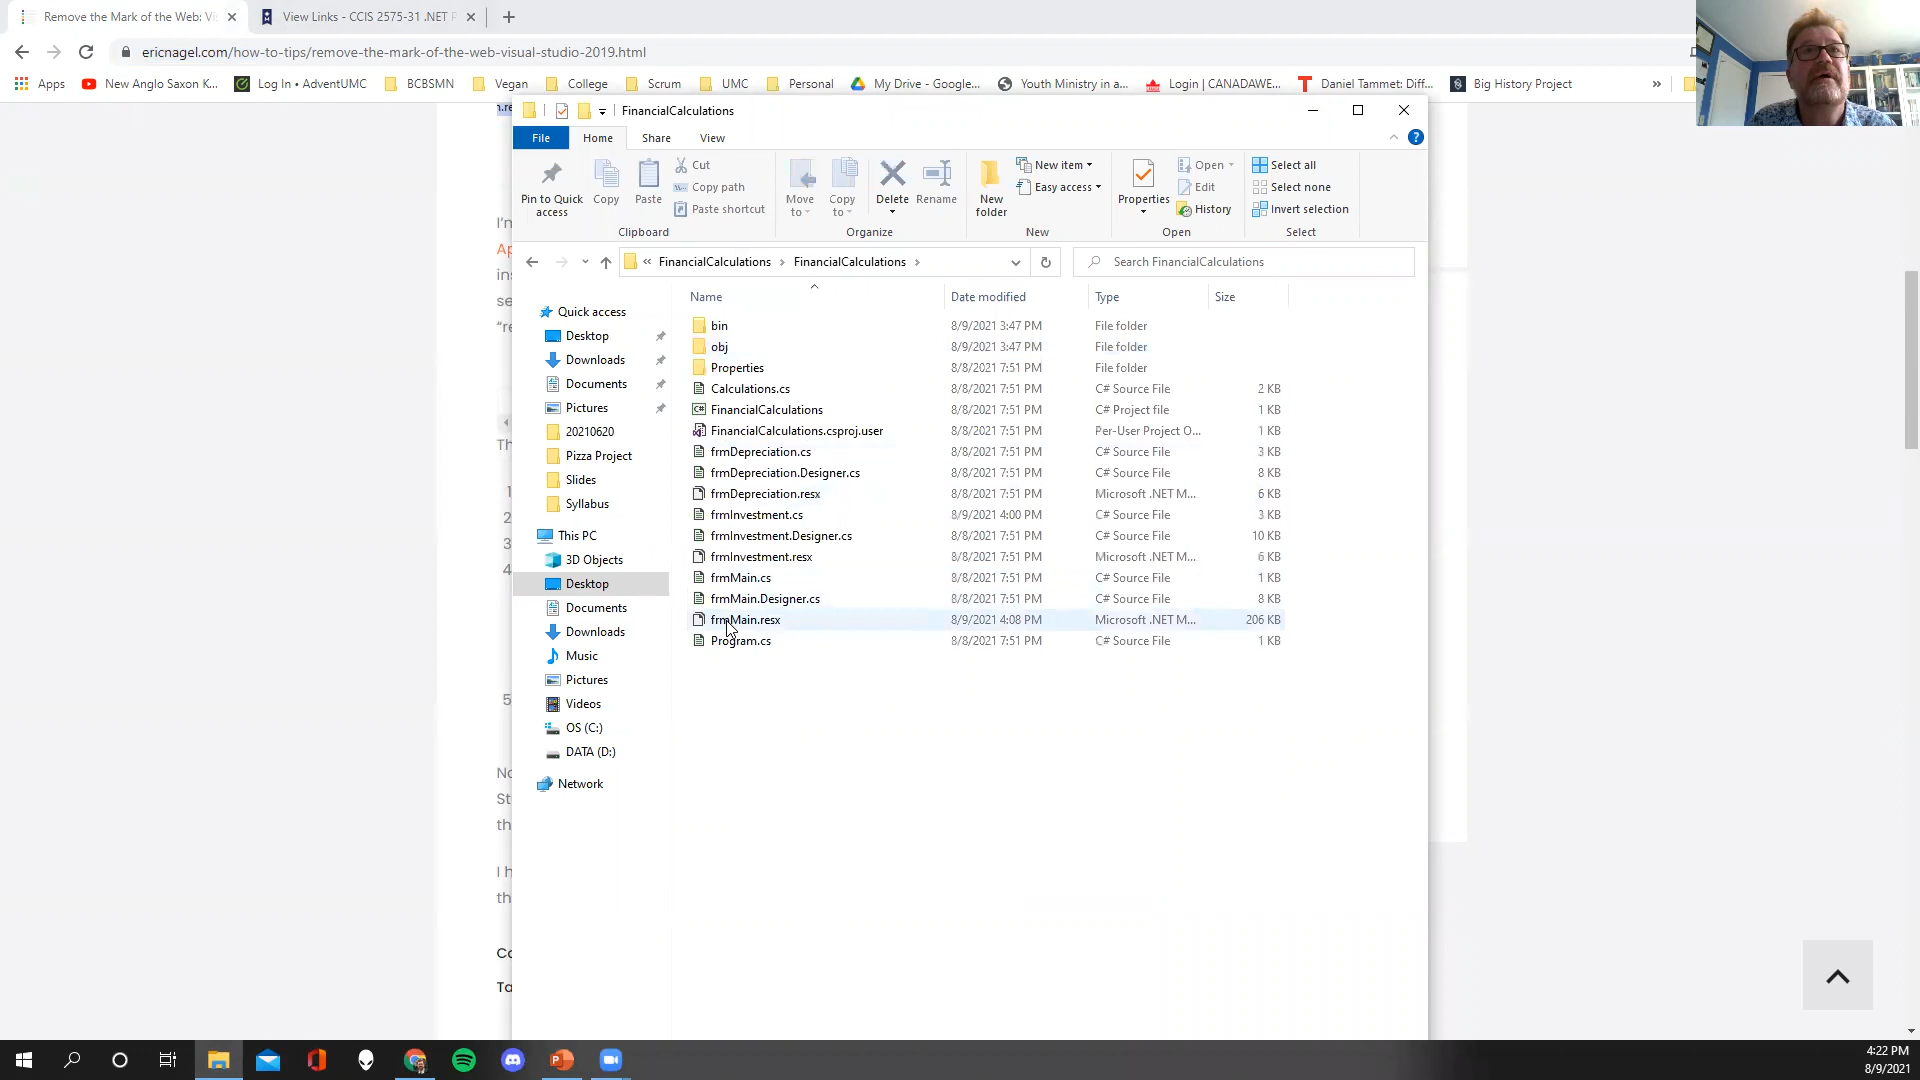 Remove the Mark of the Web: Vi
View Links - CCIS 2575-31 .NET P
ericnagel.com/how-to-tips/remove-the-mark-of-the-web-visual-studio-2019.html
Apps
New Anglo Saxon K...
Log In • AdventUMC
BCBSMN
Vegan
College
Scrum
UMC
Personal
My Drive - Google...
Youth Ministry in a...
Login | CANADAWE...
Daniel Tammet: Diff...
Big History Project
»
FinancialCalculations
File
Home
Share
View
Pin to Quick
access
Copy
Paste
Cut
Copy path
Paste shortcut
Clipboard
Move
to
Copy
to
Delete
Rename
Organize
New
folder
New item
Easy access
New
Properties
Open
Edit
History
Open
Select all
Select none
Invert selection
Select
« FinancialCalculations › FinancialCalculations ›
Search FinancialCalculations
Quick access
Desktop
Downloads
Documents
Pictures
20210620
Pizza Project
Slides
Syllabus
This PC
3D Objects
Desktop
Documents
Downloads
Music
Pictures
Videos
OS (C:)
DATA (D:)
Network
Name Date modified Type Size
bin 8/9/2021 3:47 PM File folder
obj 8/9/2021 3:47 PM File folder
Properties 8/8/2021 7:51 PM File folder
Calculations.cs 8/8/2021 7:51 PM C# Source File 2 KB
FinancialCalculations 8/8/2021 7:51 PM C# Project file 1 KB
FinancialCalculations.csproj.user 8/8/2021 7:51 PM Per-User Project O... 1 KB
frmDepreciation.cs 8/8/2021 7:51 PM C# Source File 3 KB
frmDepreciation.Designer.cs 8/8/2021 7:51 PM C# Source File 8 KB
frmDepreciation.resx 8/8/2021 7:51 PM Microsoft .NET M... 6 KB
frmInvestment.cs 8/9/2021 4:00 PM C# Source File 3 KB
frmInvestment.Designer.cs 8/8/2021 7:51 PM C# Source File 10 KB
frmInvestment.resx 8/8/2021 7:51 PM Microsoft .NET M... 6 KB
frmMain.cs 8/8/2021 7:51 PM C# Source File 1 KB
frmMain.Designer.cs 8/8/2021 7:51 PM C# Source File 8 KB
frmMain.resx 8/9/2021 4:08 PM Microsoft .NET M... 206 KB
Program.cs 8/8/2021 7:51 PM C# Source File 1 KB
4:22 PM
8/9/2021